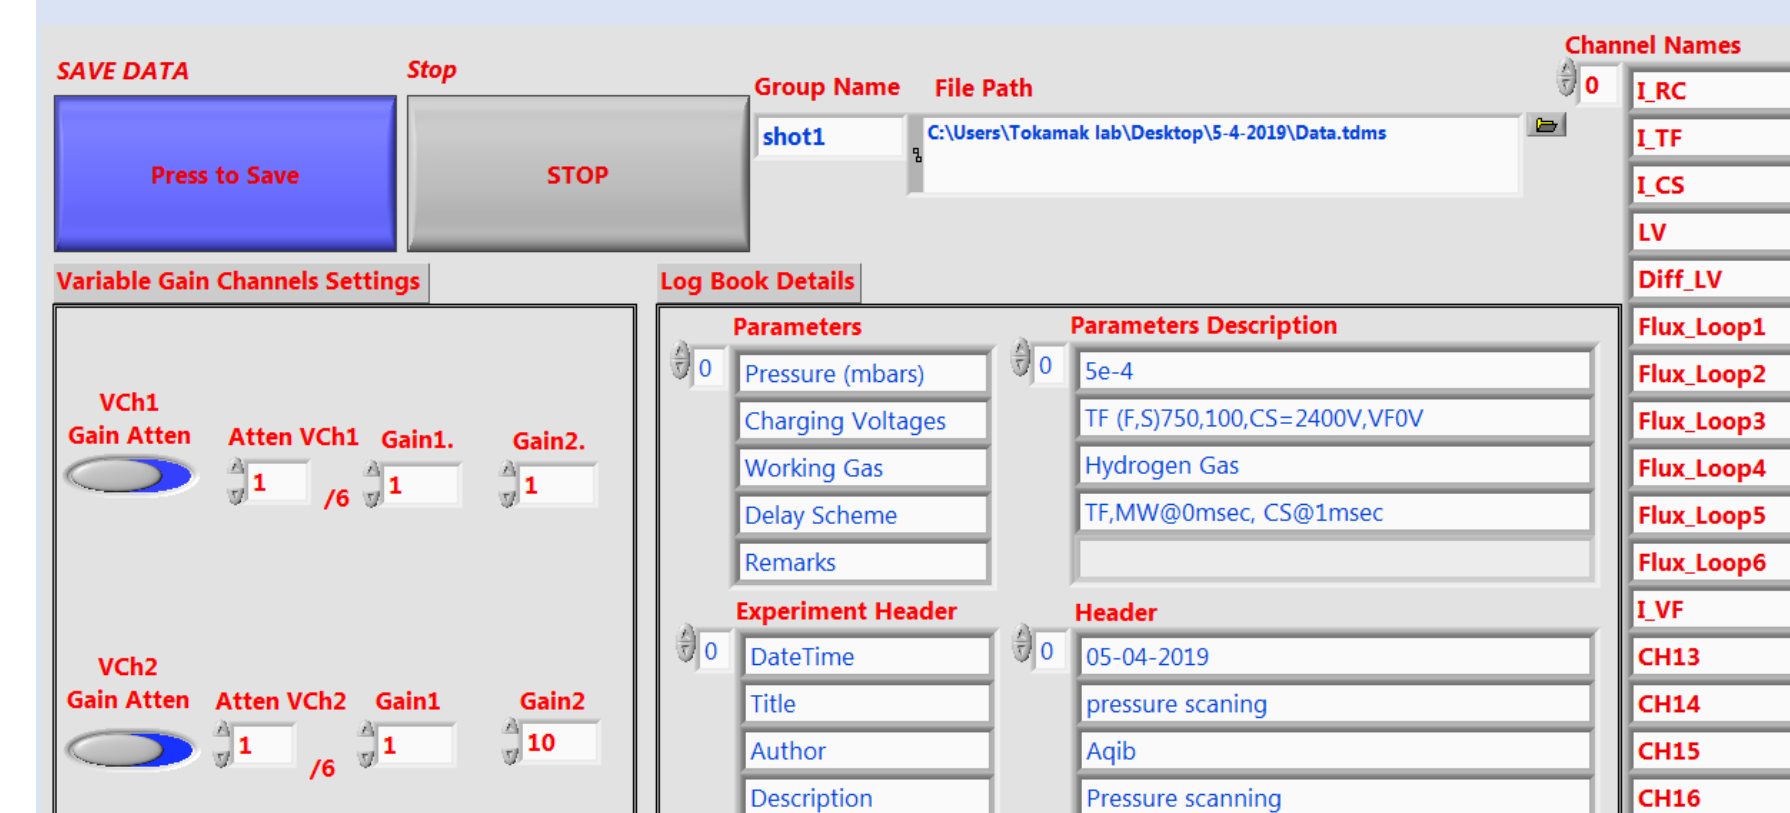 SAVE DATA
Stop
Press to Save
STOP
Group Name
shot1
File Path
C:\Users\Tokamak lab\Desktop\5-4-2019\Data.tdms
Variable Gain Channels Settings
VCh1
Gain Atten
Atten VCh1
1
/6
Gain1.
1
Gain2.
1
VCh2
Gain Atten
Atten VCh2
1
/6
Gain1
1
Gain2
10
Log Book Details
Parameters
Parameters Description
0
0
Pressure (mbars)
5e-4
Charging Voltages
TF (F,S)750,100,CS=2400V,VF0V
Working Gas
Hydrogen Gas
Delay Scheme
TF,MW@0msec, CS@1msec
Remarks
Experiment Header
Header
0
0
DateTime
05-04-2019
Title
pressure scaning
Author
Aqib
Description
Pressure scanning
Channel Names
0
I_RC
I_TF
I_CS
LV
Diff_LV
Flux_Loop1
Flux_Loop2
Flux_Loop3
Flux_Loop4
Flux_Loop5
Flux_Loop6
I_VF
CH13
CH14
CH15
CH16